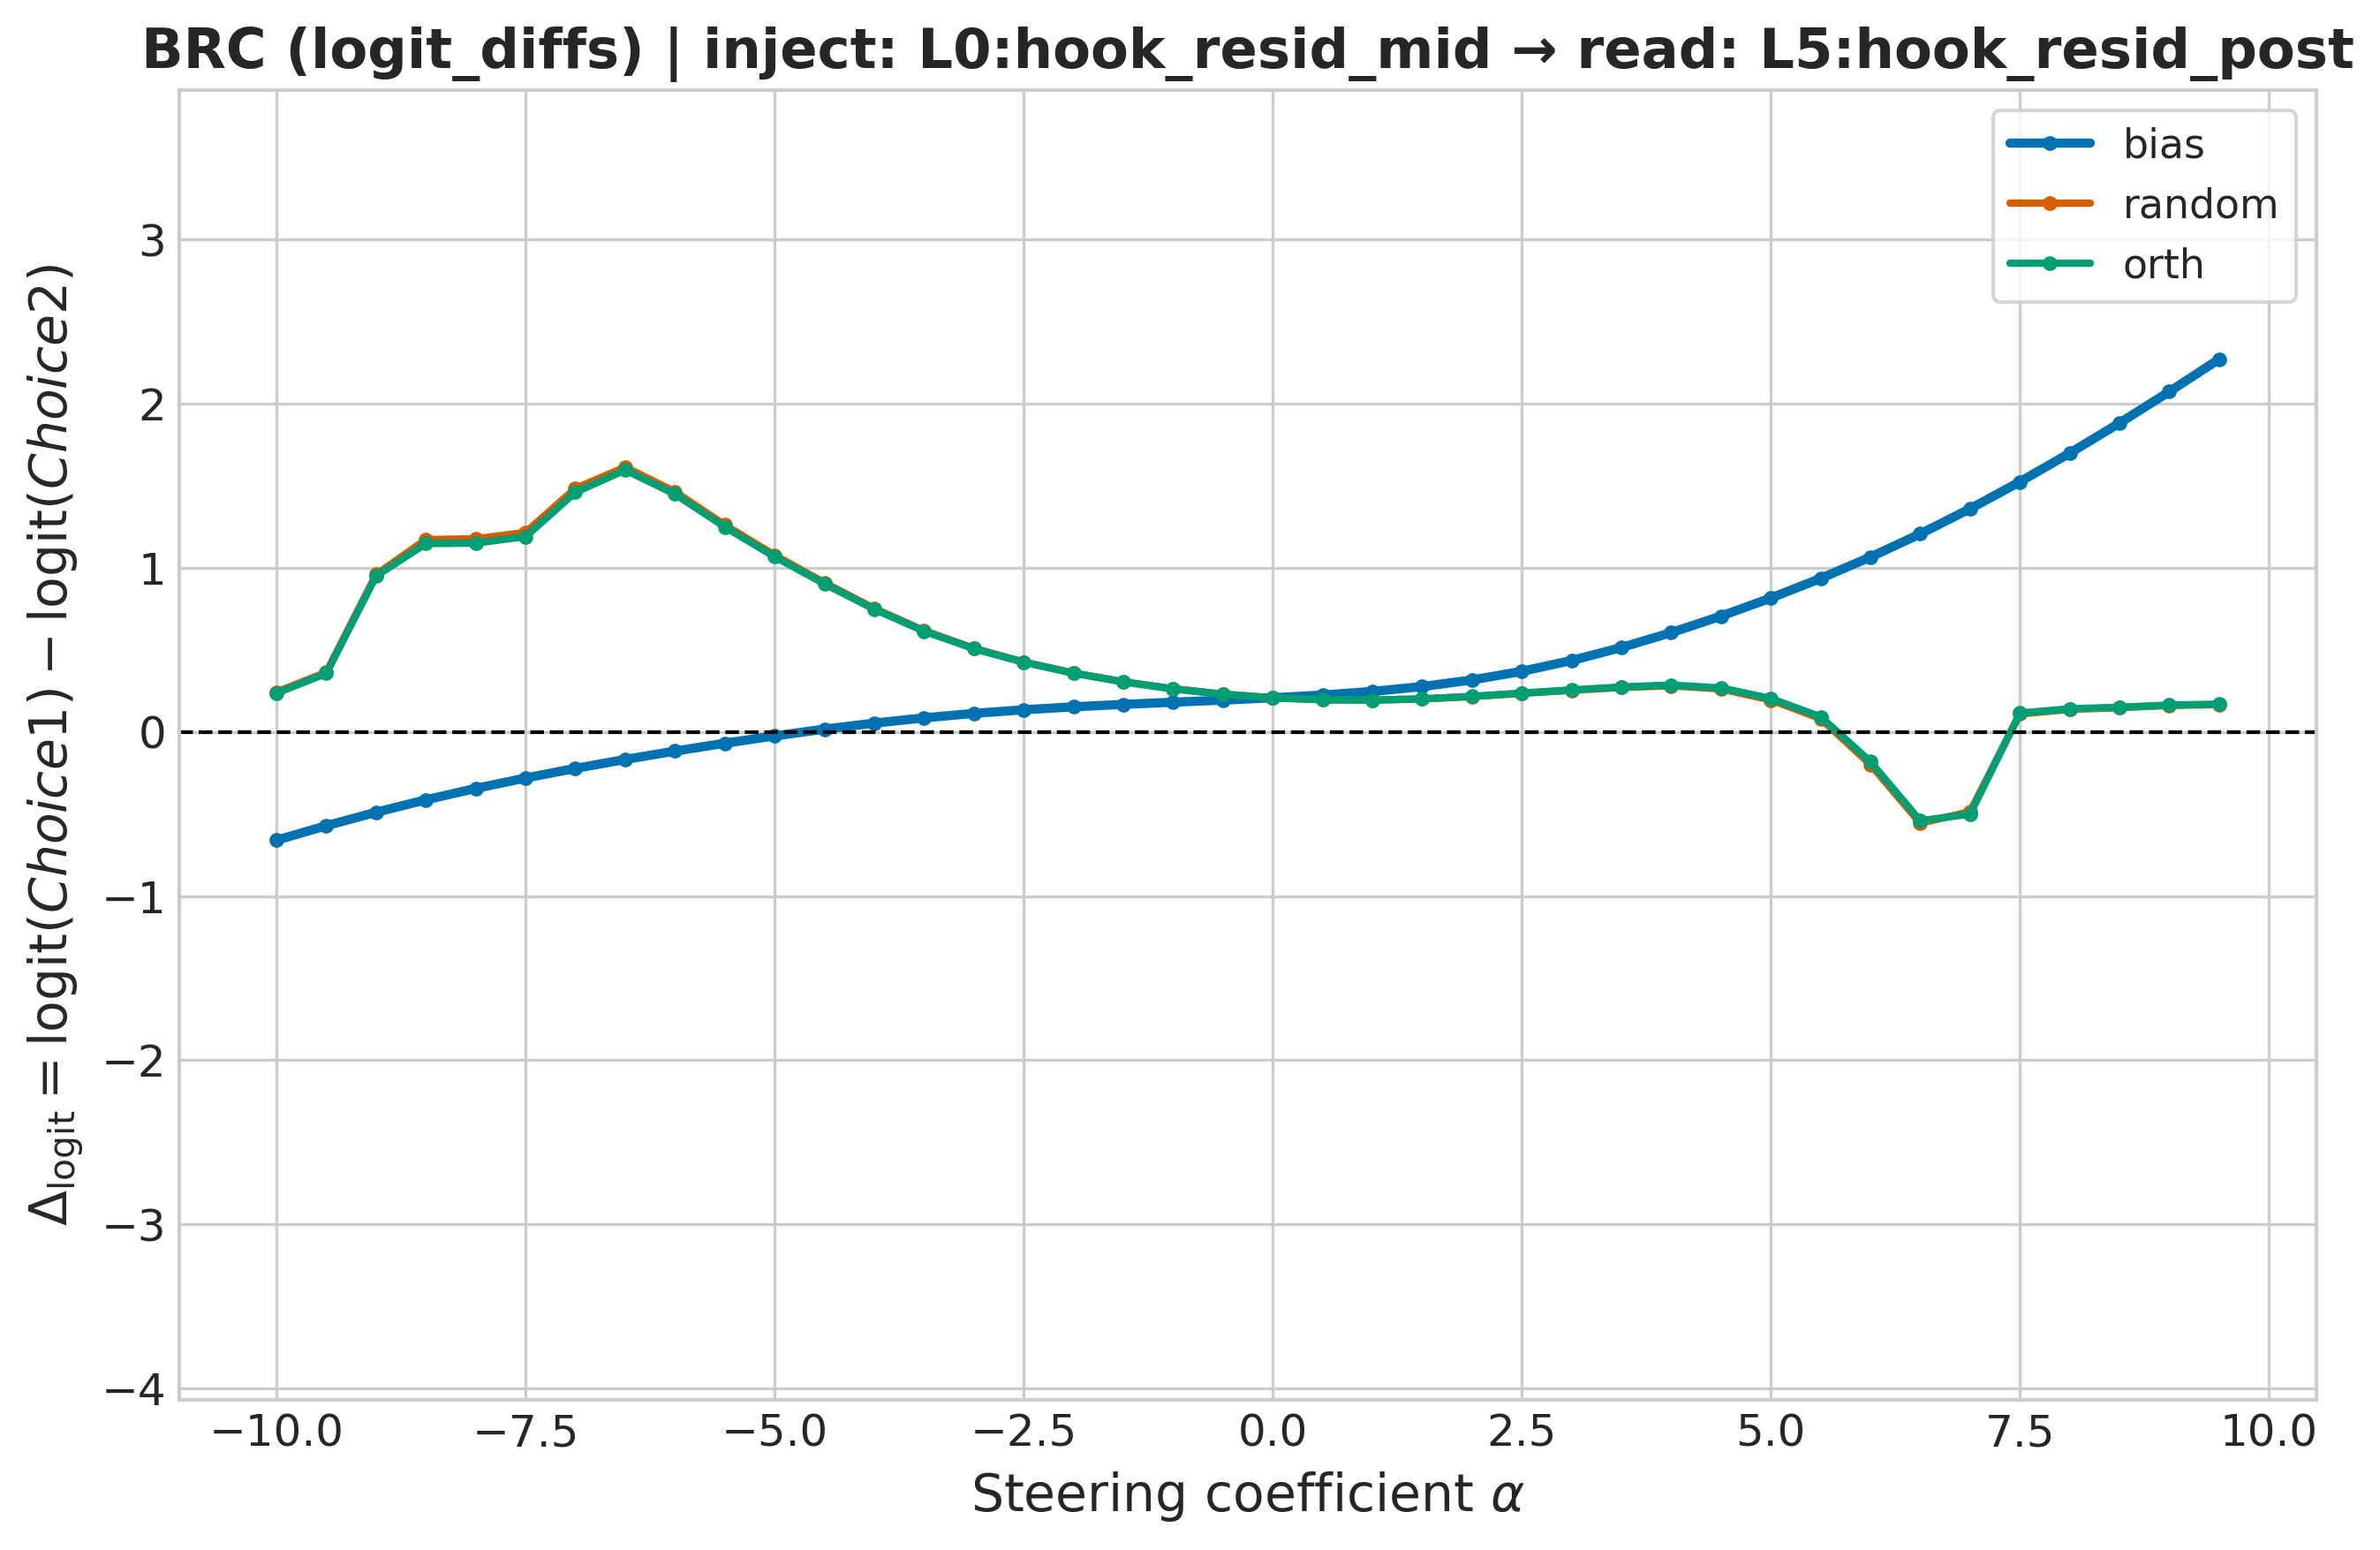 BRC (logit_diffs) | inject: L0:hook_resid_mid → read: L5:hook_resid_post
Δlogit = logit(Choice1) − logit(Choice2)
3
2
1
0
−1
−2
−3
−4
bias
random
orth
−10.0 −7.5 −5.0 −2.5 0.0 2.5 5.0 7.5 10.0
Steering coefficient α